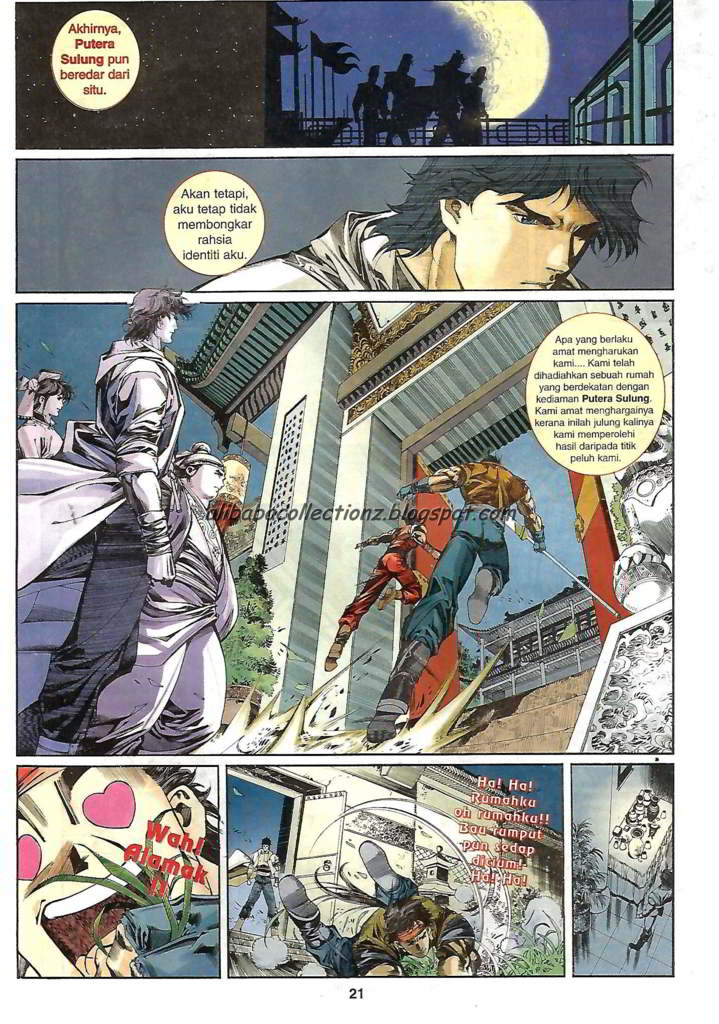 Akhirnya,
Putera
Sulung pun
beredar dari
situ.
Akan tetapi,
aku tetap tidak
membongkar
rahsia
identiti aku.
Apa yang berlaku
amat mengharukan
kami.... Kami telah
dihadiahkan sebuah rumah
yang berdekatan dengan
kediaman Putera Sulung.
Kami amat menghargainya
kerana inilah julung kalinya
kami memperolehi
hasil daripada titik
peluh kami.
alibabacollectionz.blogspot.com
Wah!
Alamak
!!
Ha! Ha!
Rumahku
oh rumahku!!
Bau rumput
pun sedap
dicium!
Ha! Ha!
21